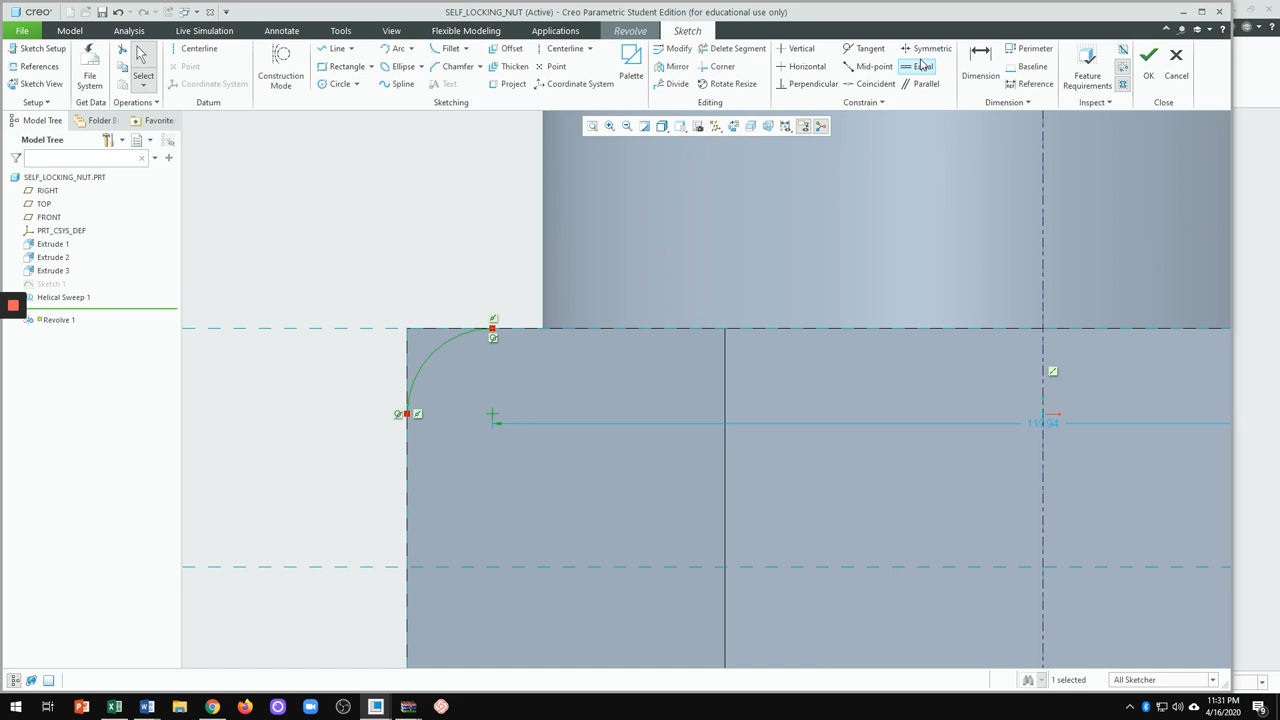 creo
SELF_LOCKING_NUT (Active) - Creo Parametric Student Edition (for educational use only)
File Model Analysis Live Simulation Annotate Tools View Flexible Modeling Applications Revolve Sketch
Sketch Setup
References
Sketch View
Setup
File System
Get Data
Select
Operations
Centerline
Point
Coordinate System
Datum
Construction Mode
Line Arc Fillet Offset Centerline
Rectangle Ellipse Chamfer Thicken Point
Circle Spline Text Project Coordinate System
Palette
Sketching
Modify Delete Segment
Mirror Corner
Divide Rotate Resize
Editing
Vertical Tangent Symmetric
Horizontal Mid-point Equal
Perpendicular Coincident Parallel
Constrain
Dimension
Perimeter
Baseline
Reference
Dimension
Feature Requirements
Inspect
OK
Cancel
Close
Model Tree Folder B Favorite
Model Tree
SELF_LOCKING_NUT.PRT
RIGHT
TOP
FRONT
PRT_CSYS_DEF
Extrude 1
Extrude 2
Extrude 3
Sketch 1
Helical Sweep 1
Revolve 1
119.94
1 selected
All Sketcher
11:31 PM
4/16/2020